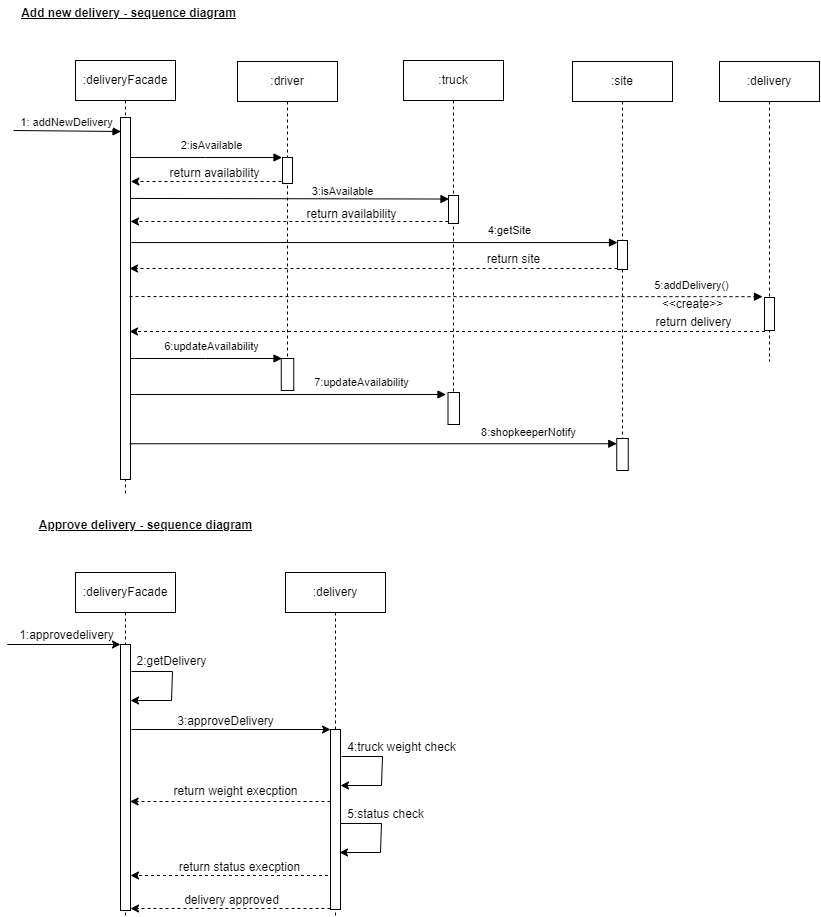 Add new delivery - sequence diagram
:deliveryFacade
:driver
:truck
:site
:delivery
1: addNewDelivery
2:isAvailable
return availability
3:isAvailable
return availability
4:getSite
return site
5:addDelivery()
<<create>>
return delivery
6:updateAvailability
7:updateAvailability
8:shopkeeperNotify
Approve delivery - sequence diagram
:deliveryFacade
:delivery
1:approvedelivery
2:getDelivery
3:approveDelivery
4:truck weight check
return weight execption
5:status check
return status execption
delivery approved